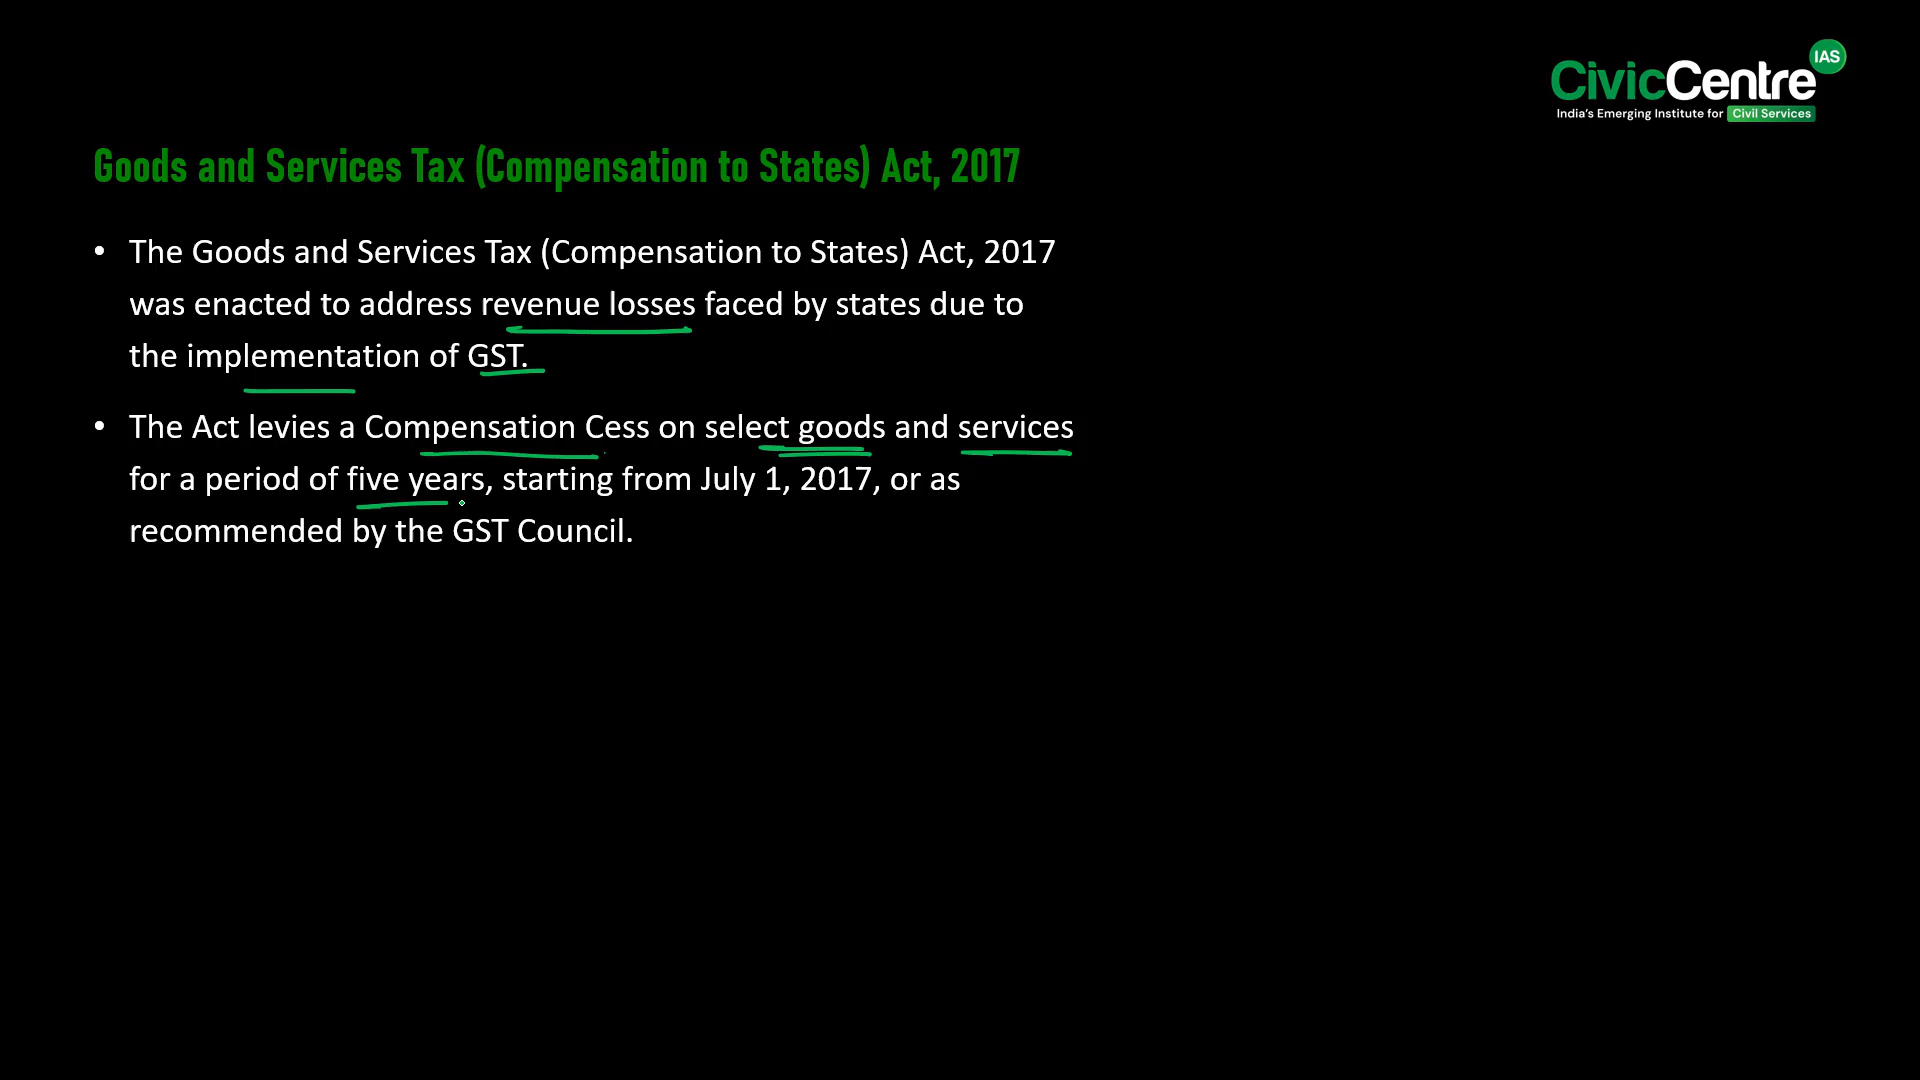 IAS
CivicCentre
India's Emerging Institute for Civil Services
Goods and Services Tax (Compensation to States) Act, 2017
• The Goods and Services Tax (Compensation to States) Act, 2017
was enacted to address revenue losses faced by states due to
the implementation of GST.
• The Act levies a Compensation Cess on select goods and services
for a period of five years, starting from July 1, 2017, or as
recommended by the GST Council.